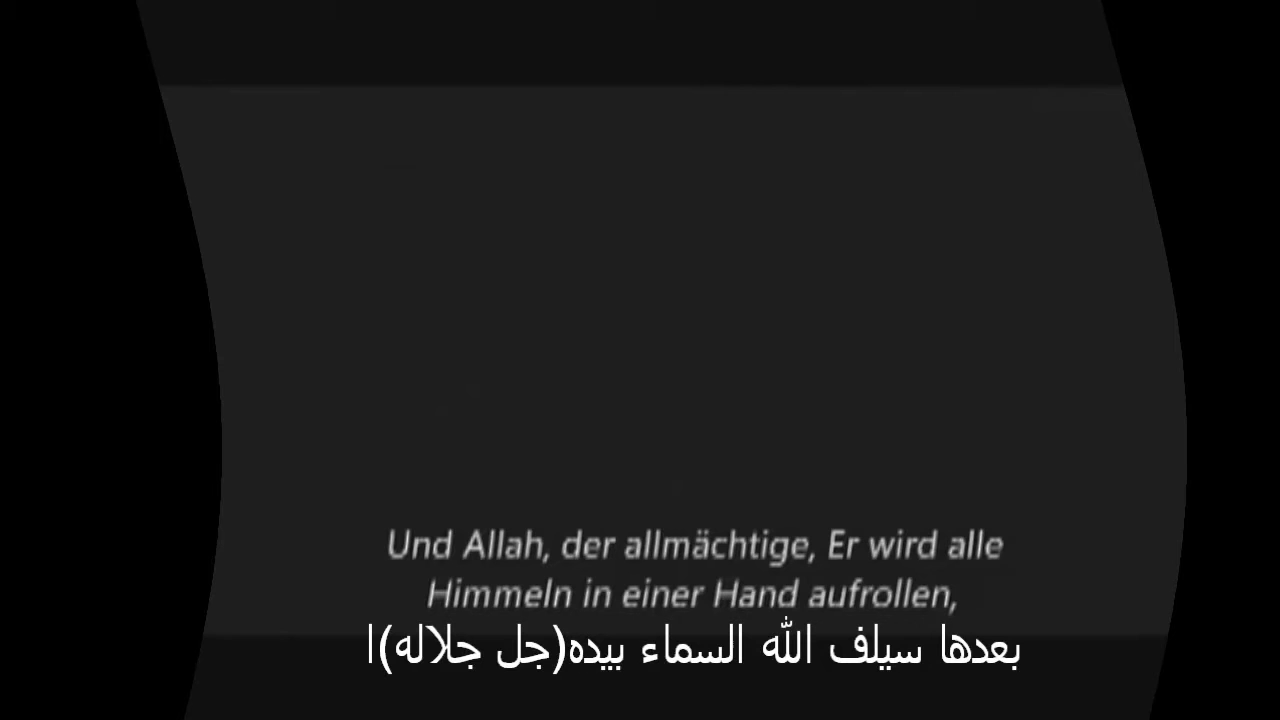 Und Allah, der allmächtige, Er wird alle
Himmeln in einer Hand aufrollen,
بعدها سيلف الله السماء بيده(جل جلاله)ا